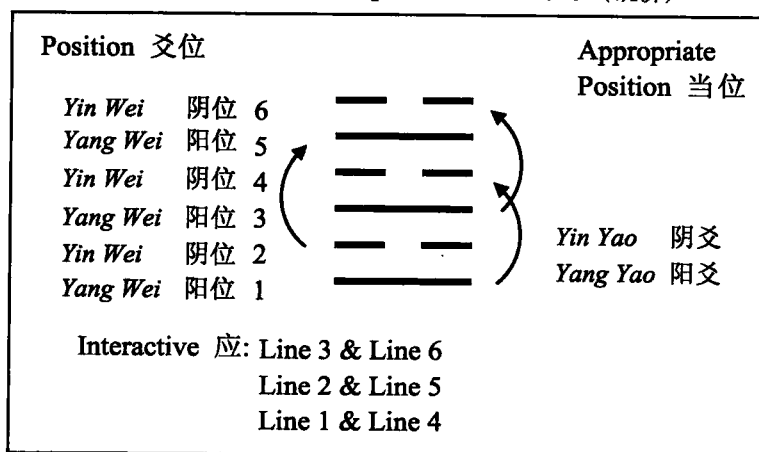 Position 爻位
Appropriate
Position 当位
Yin Wei 阴位 6
Yang Wei 阳位 5
Yin Wei 阴位 4
Yang Wei 阳位 3
Yin Wei 阴位 2
Yang Wei 阳位 1
Yin Yao 阴爻
Yang Yao 阳爻
Interactive 应: Line 3 & Line 6
Line 2 & Line 5
Line 1 & Line 4